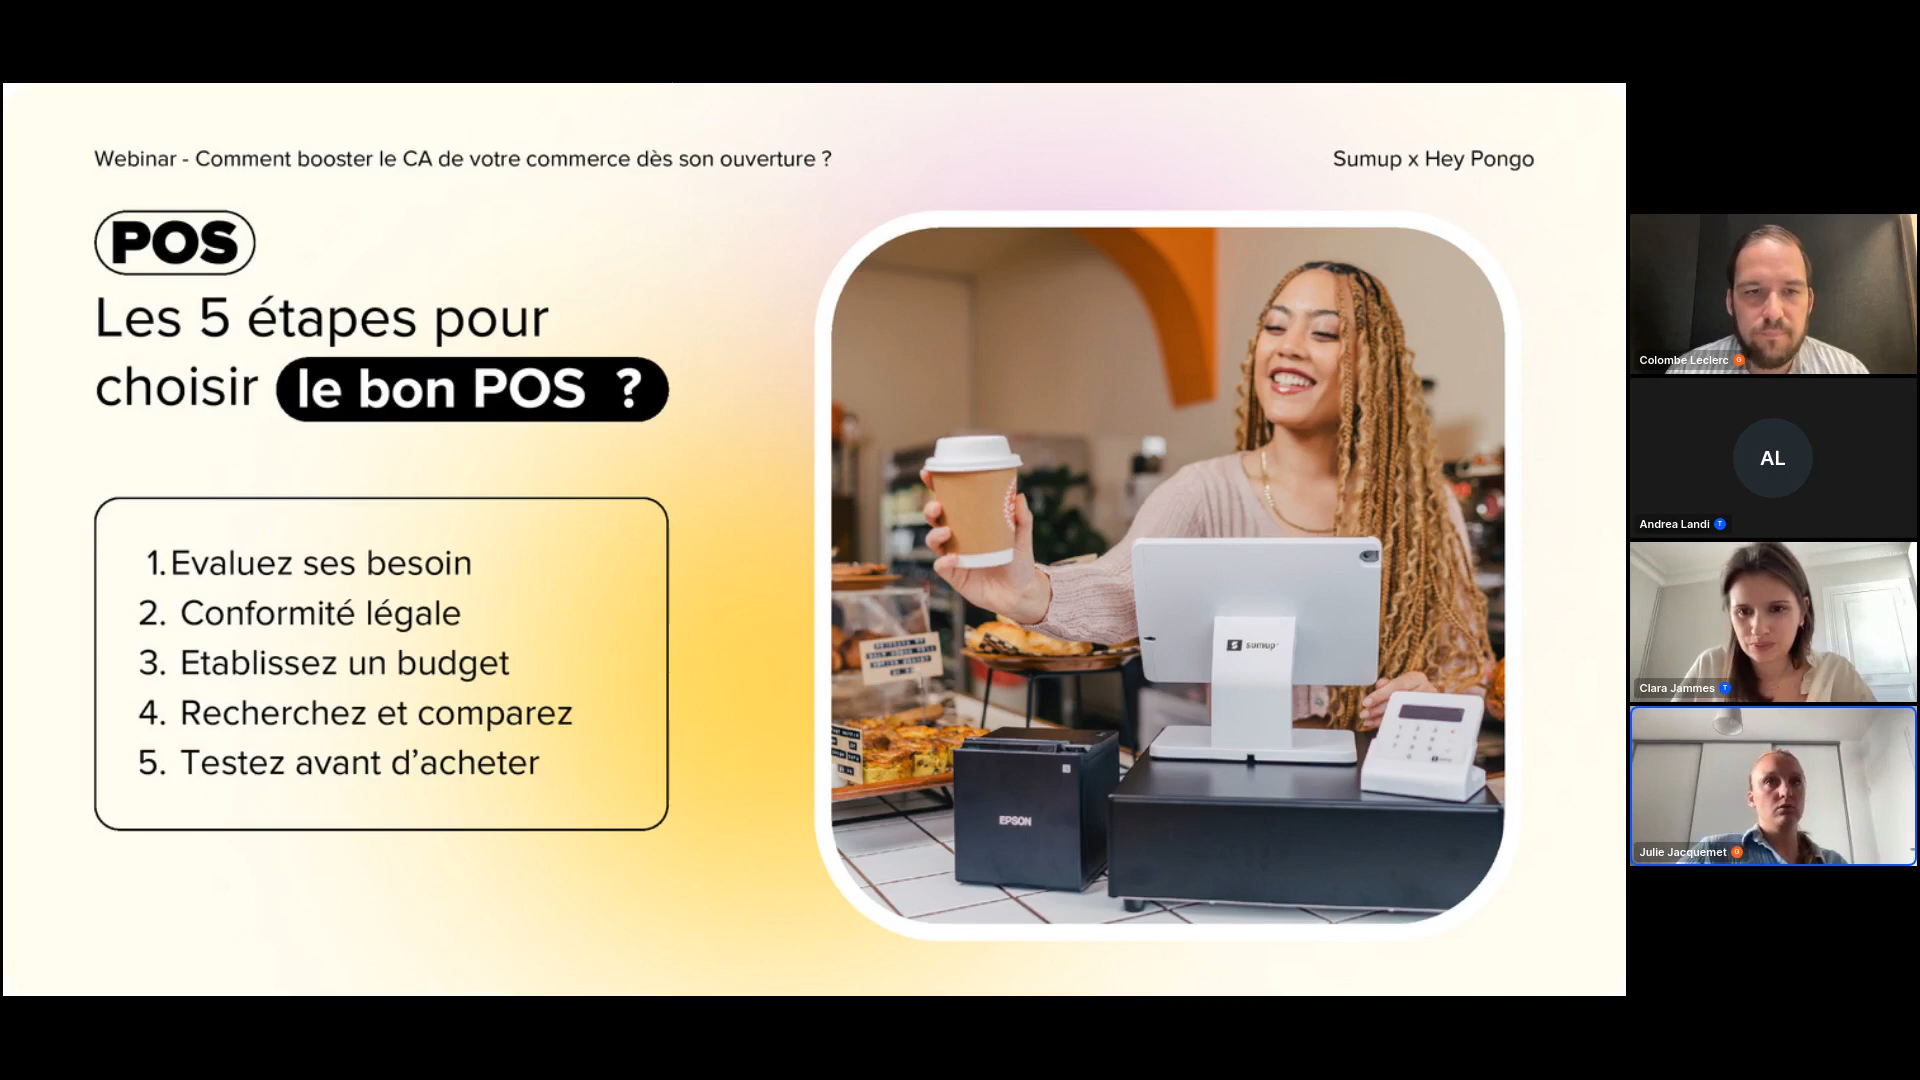 Webinar - Comment booster le CA de votre commerce dès son ouverture ?
Sumup x Hey Pongo
POS
Les 5 étapes pour
choisir le bon POS ?
1. Evaluez ses besoin
2. Conformité légale
3. Etablissez un budget
4. Recherchez et comparez
5. Testez avant d’acheter
sumup
EPSON
Colombe Leclerc G
AL
Andrea Landi T
Clara Jammes T
Julie Jacquemet G